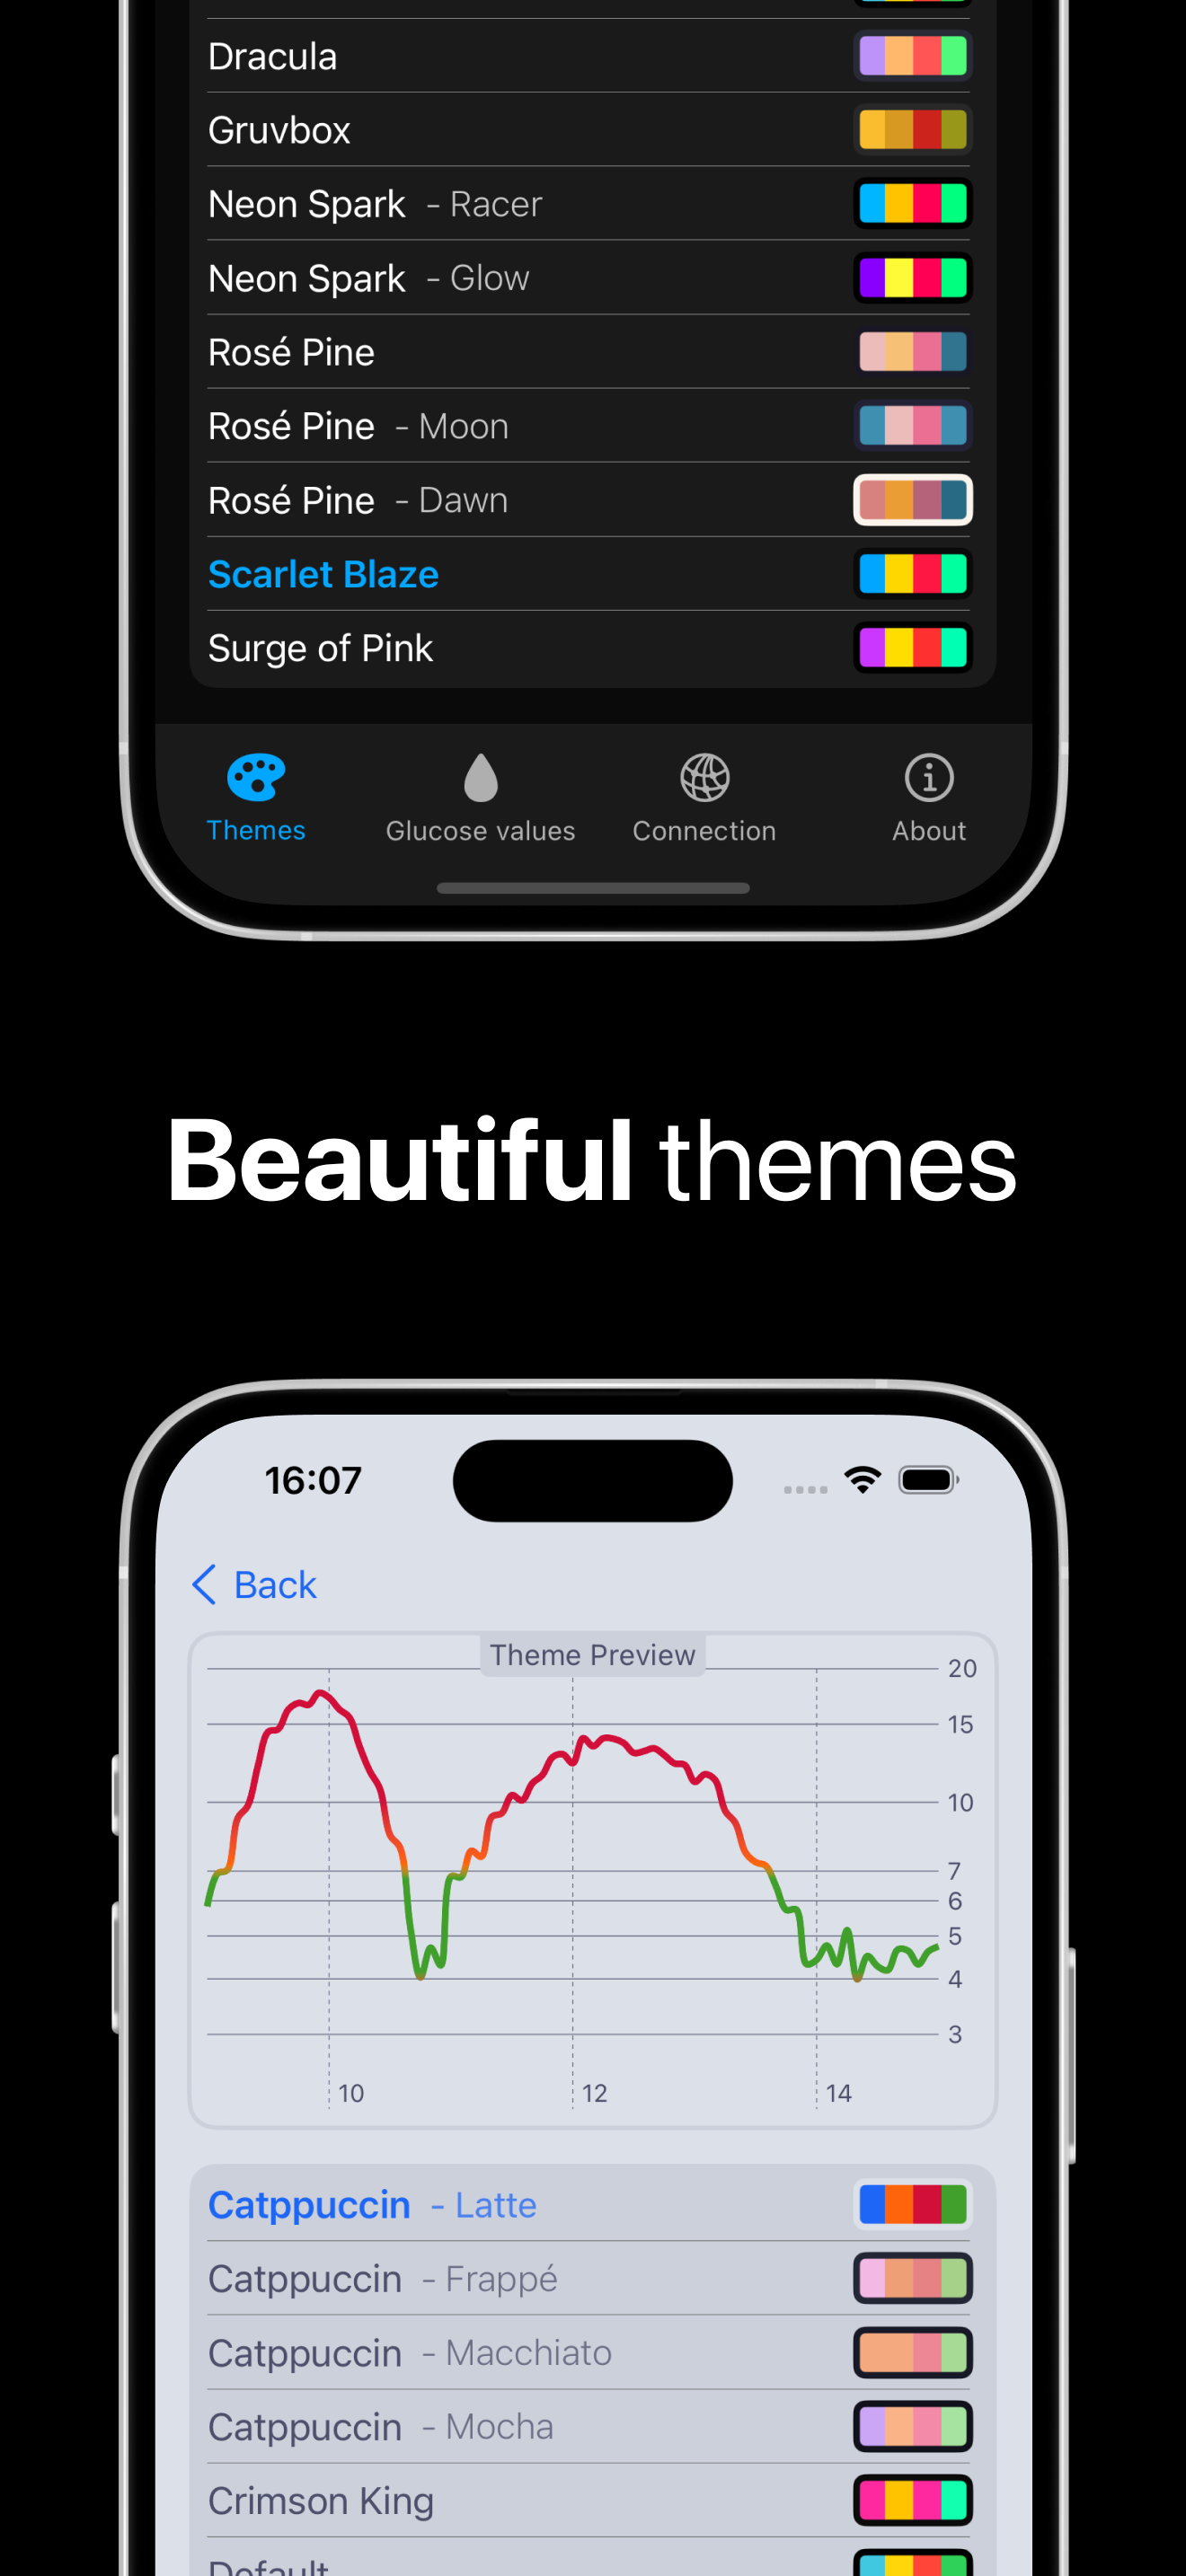 Dracula
Gruvbox
Neon Spark - Racer
Neon Spark - Glow
Rosé Pine
Rosé Pine - Moon
Rosé Pine - Dawn
Scarlet Blaze
Surge of Pink
Themes
Glucose values
Connection
About
Beautiful themes
16:07
Back
Theme Preview
20
15
10
7
6
5
4
3
10
12
14
Catppuccin - Latte
Catppuccin - Frappé
Catppuccin - Macchiato
Catppuccin - Mocha
Crimson King
Default